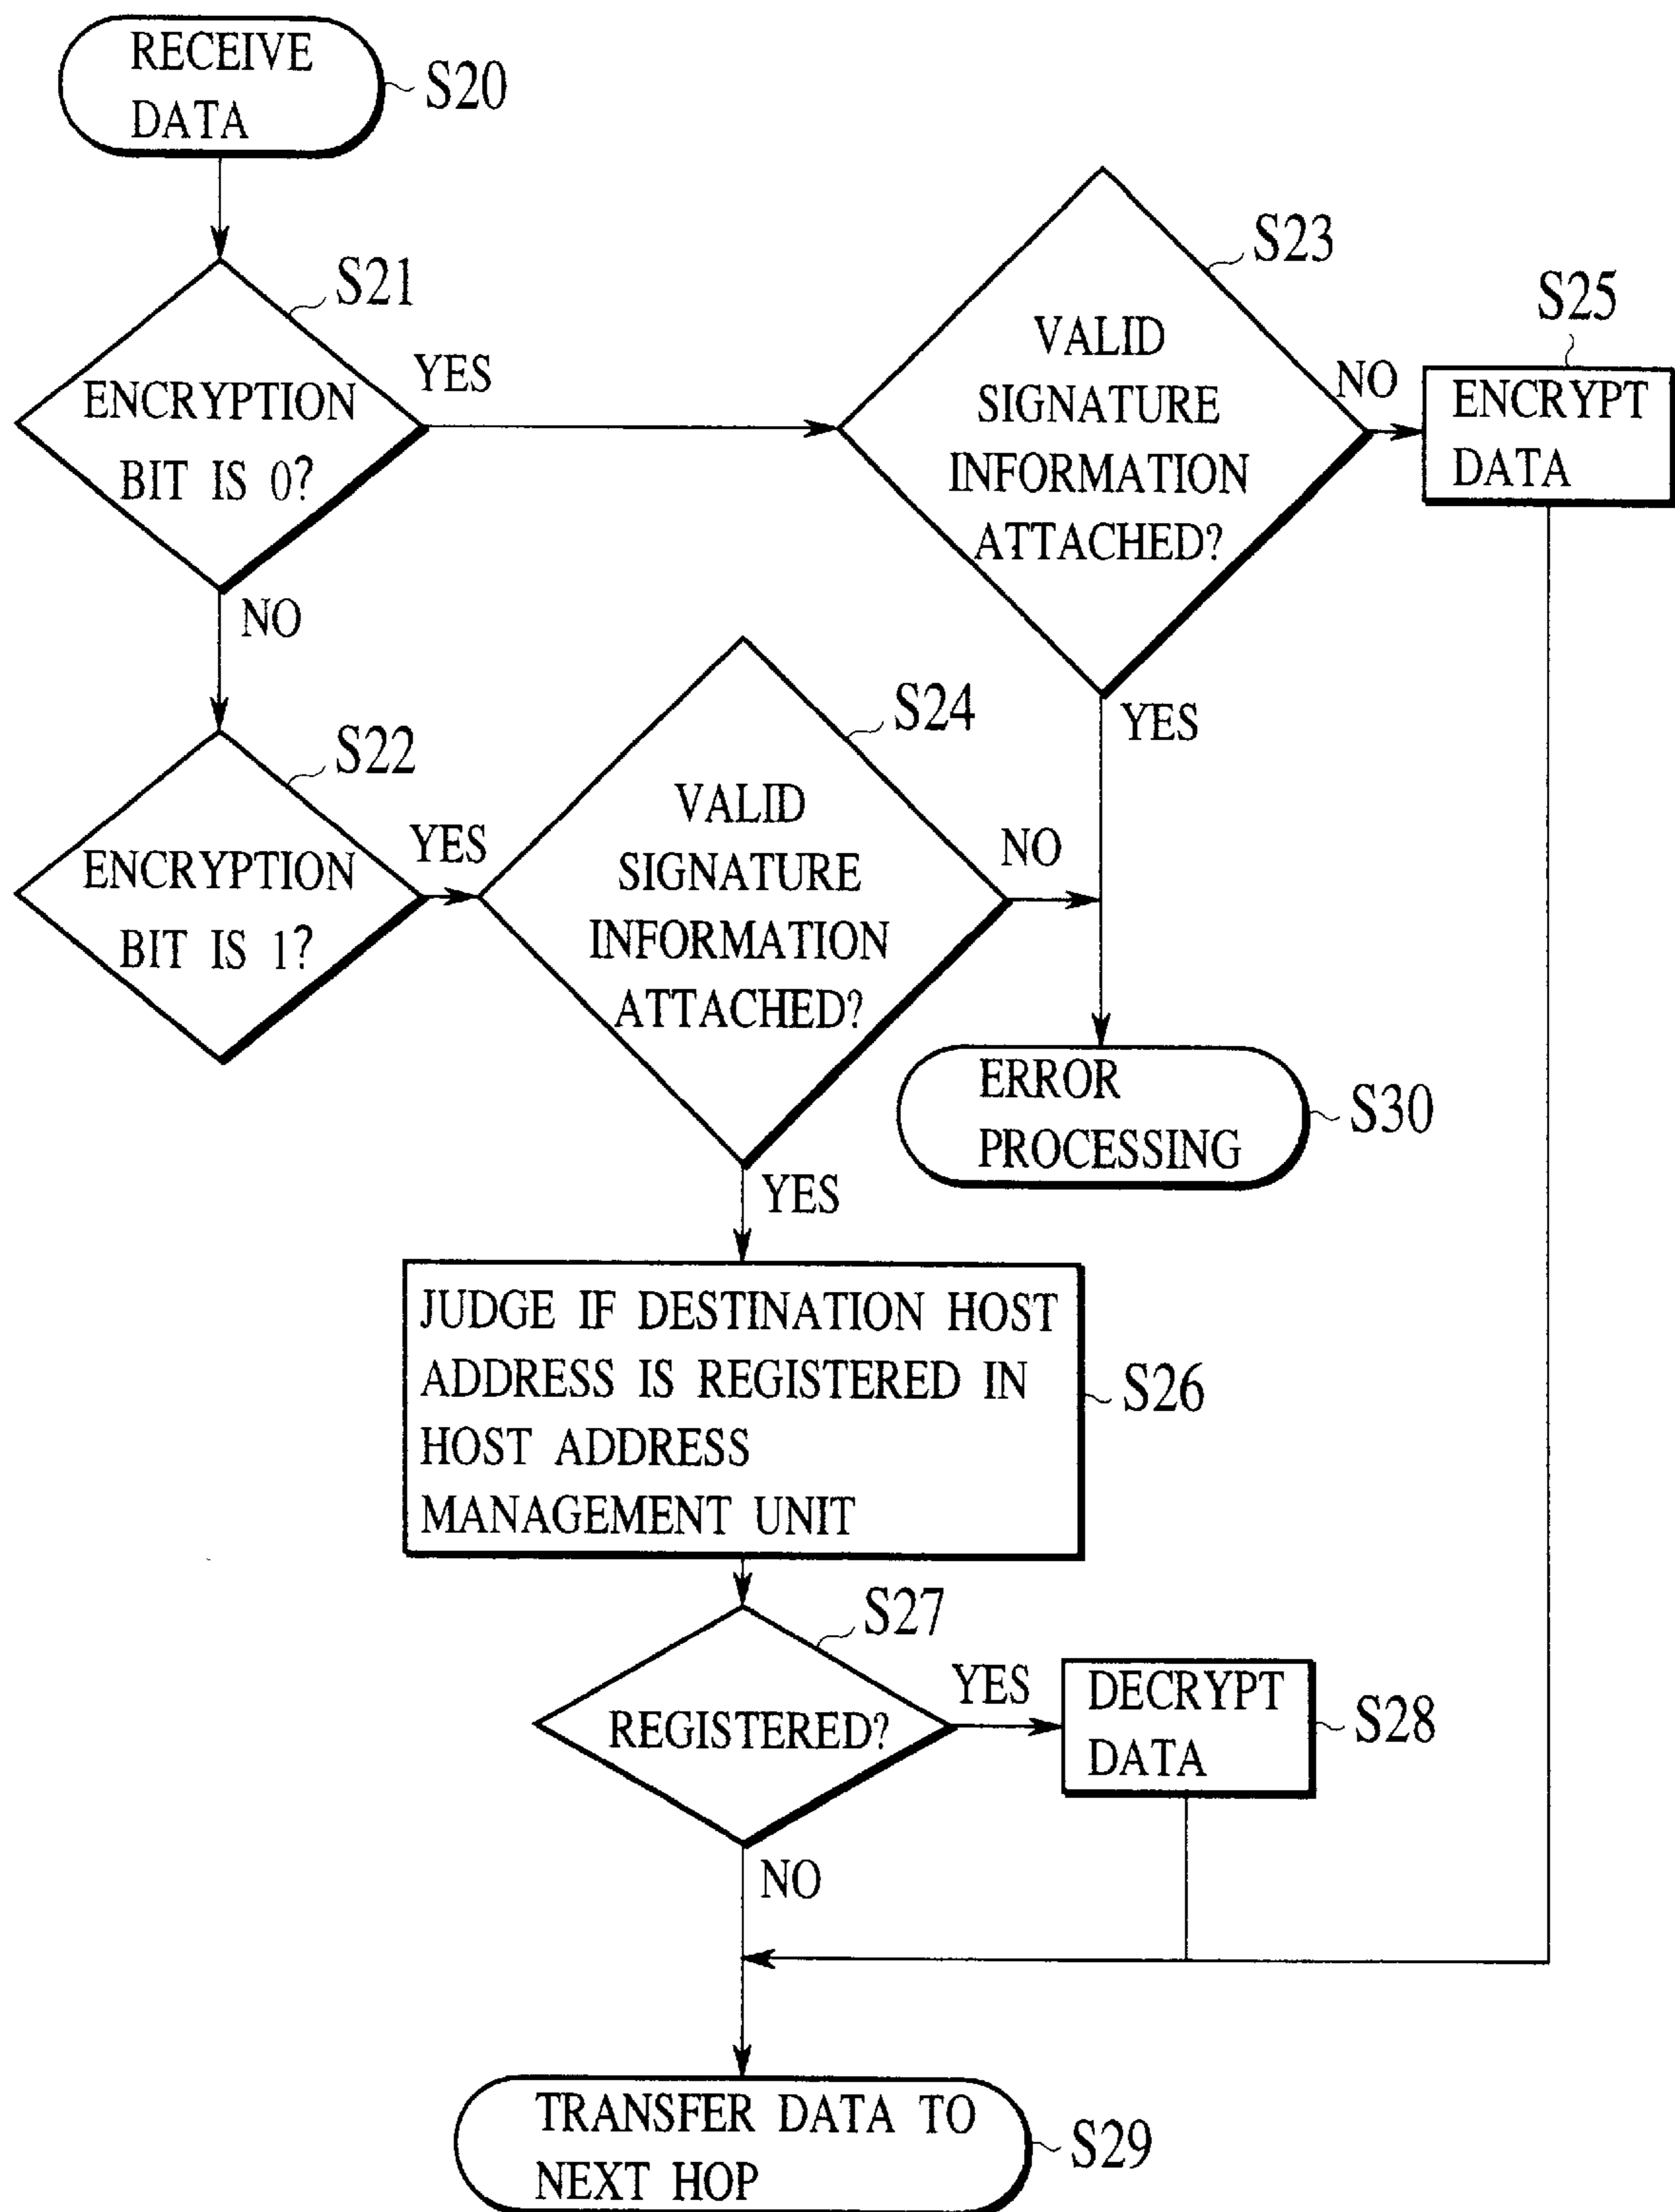 RECEIVE
DATA
S20
S21
ENCRYPTION
BIT IS 0?
YES
NO
S23
VALID
SIGNATURE
INFORMATION
ATTACHED?
NO
YES
S25
ENCRYPT
DATA
S22
ENCRYPTION
BIT IS 1?
YES
S24
VALID
SIGNATURE
INFORMATION
ATTACHED?
NO
YES
ERROR
PROCESSING
S30
JUDGE IF DESTINATION HOST
ADDRESS IS REGISTERED IN
HOST ADDRESS
MANAGEMENT UNIT
S26
S27
REGISTERED?
YES
NO
DECRYPT
DATA
S28
TRANSFER DATA TO
NEXT HOP
S29